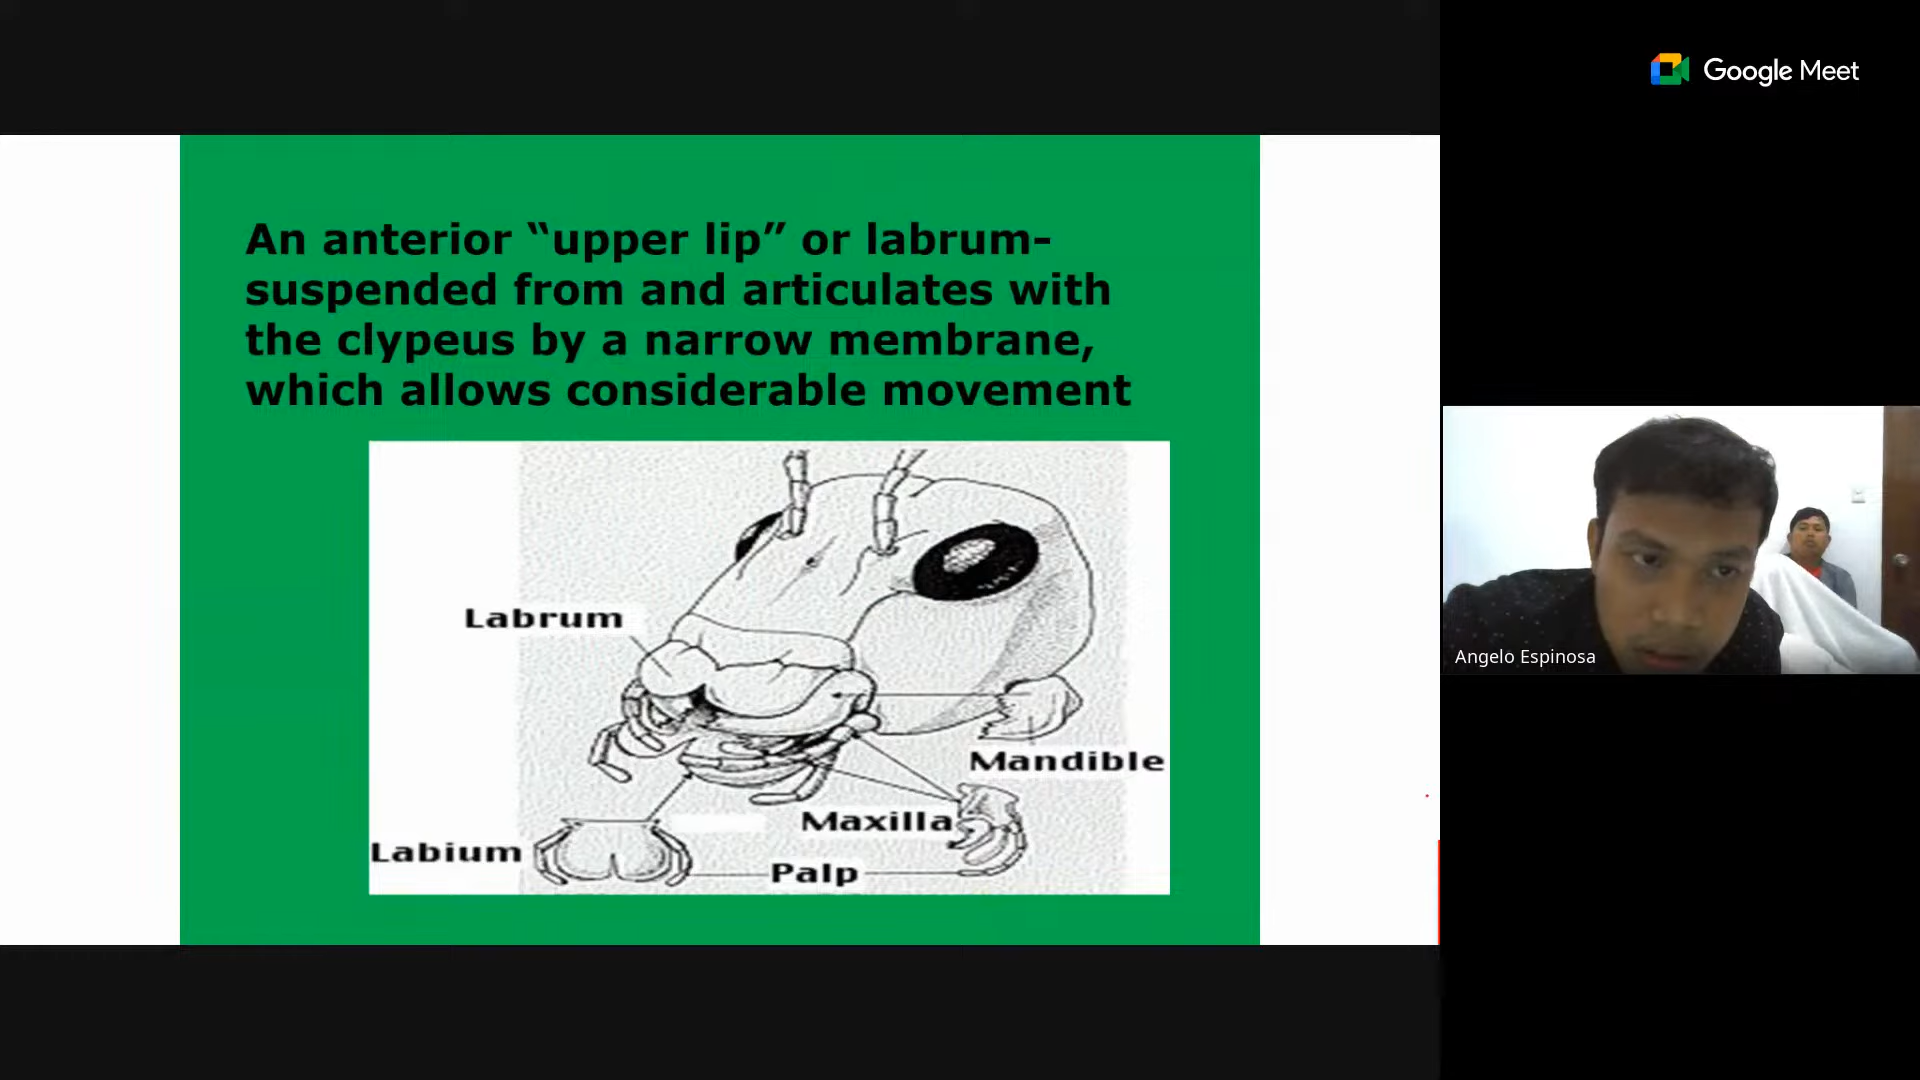 Google Meet
An anterior “upper lip” or labrum-
suspended from and articulates with
the clypeus by a narrow membrane,
which allows considerable movement
Labrum
Mandible
Maxilla
Labium
Palp
Angelo Espinosa